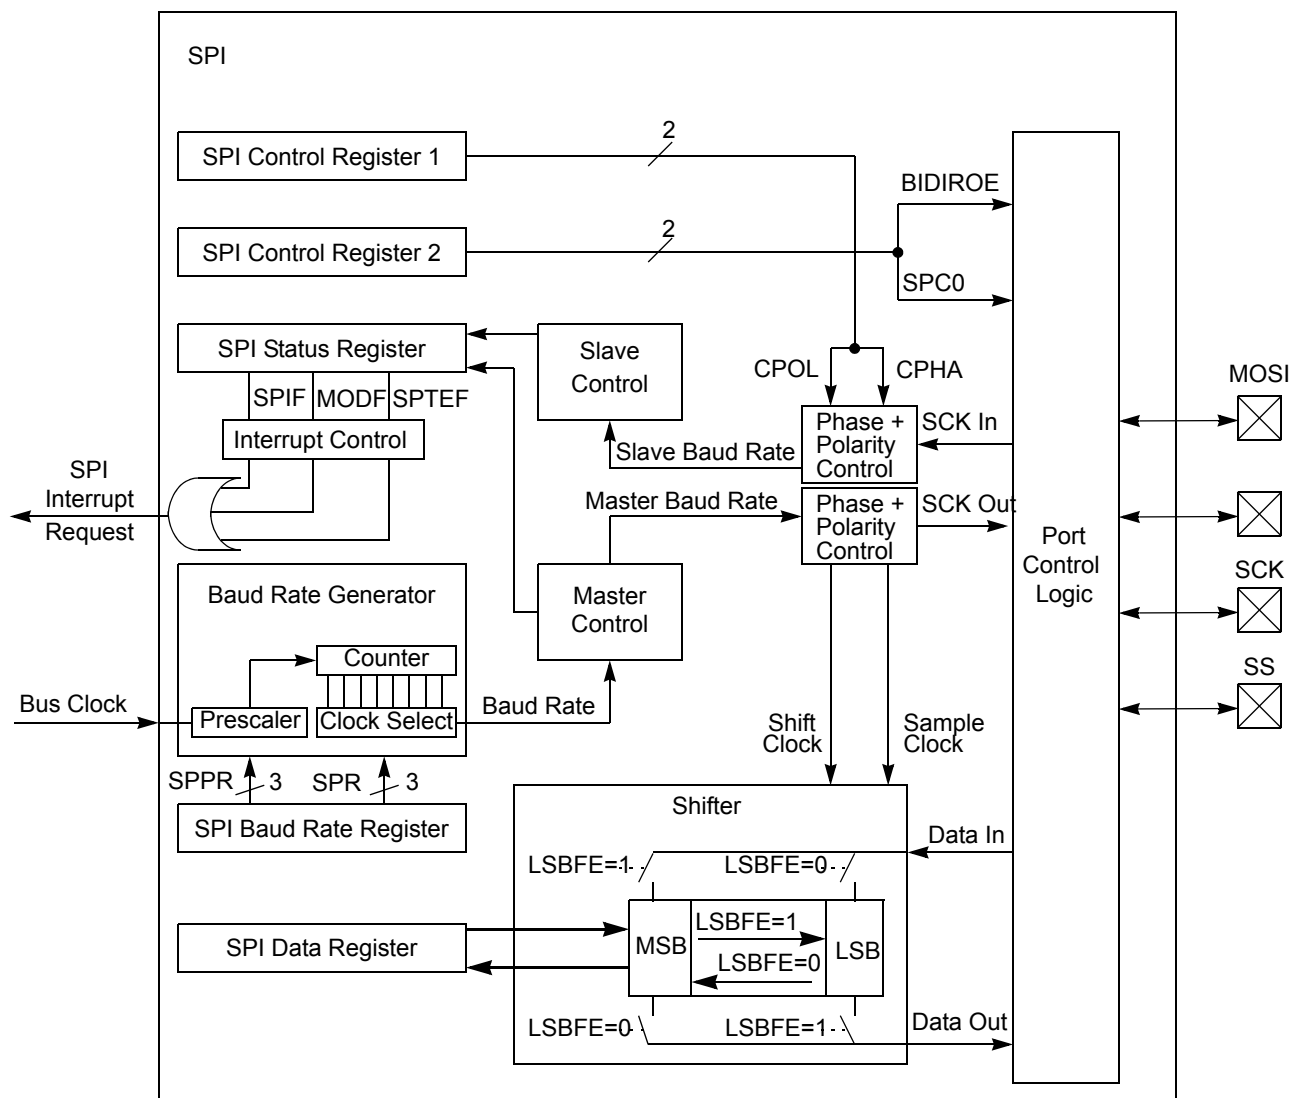 SPI
SPI Control Register 1
2
BIDIROE
SPI Control Register 2
2
SPC0
SPI Status Register
Slave
Control
CPOL
CPHA
MOSI
SPIF
MODF
SPTEF
Interrupt Control
Phase +
Polarity
Control
SCK In
Slave Baud Rate
SPI
Interrupt
Request
Master Baud Rate
Phase +
Polarity
Control
SCK Out
Port
Control
Logic
SCK
Baud Rate Generator
Master
Control
Counter
SS
Bus Clock
Prescaler
Clock Select
Baud Rate
Shift
Clock
Sample
Clock
SPPR
3
SPR
3
SPI Baud Rate Register
Shifter
Data In
LSBFE=1
LSBFE=0
SPI Data Register
MSB
LSBFE=1
LSBFE=0
LSB
LSBFE=0
LSBFE=1
Data Out